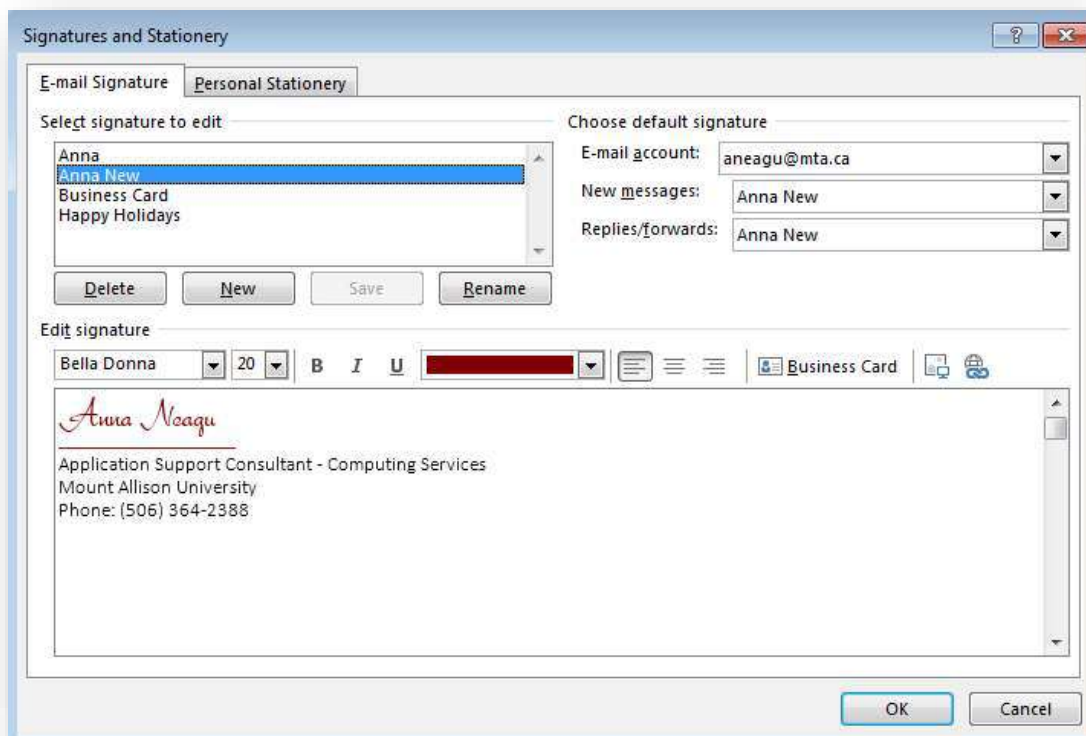 Signatures and Stationery
E-mail Signature
Personal Stationery
Select signature to edit
Anna
Anna New
Business Card
Happy Holidays
Delete
New
Save
Rename
Choose default signature
E-mail account:
aneagu@mta.ca
New messages:
Anna New
Replies/forwards:
Anna New
Edit signature
Bella Donna
20
B
I
U
Business Card
Anna Neagu
Application Support Consultant - Computing Services
Mount Allison University
Phone: (506) 364-2388
OK
Cancel